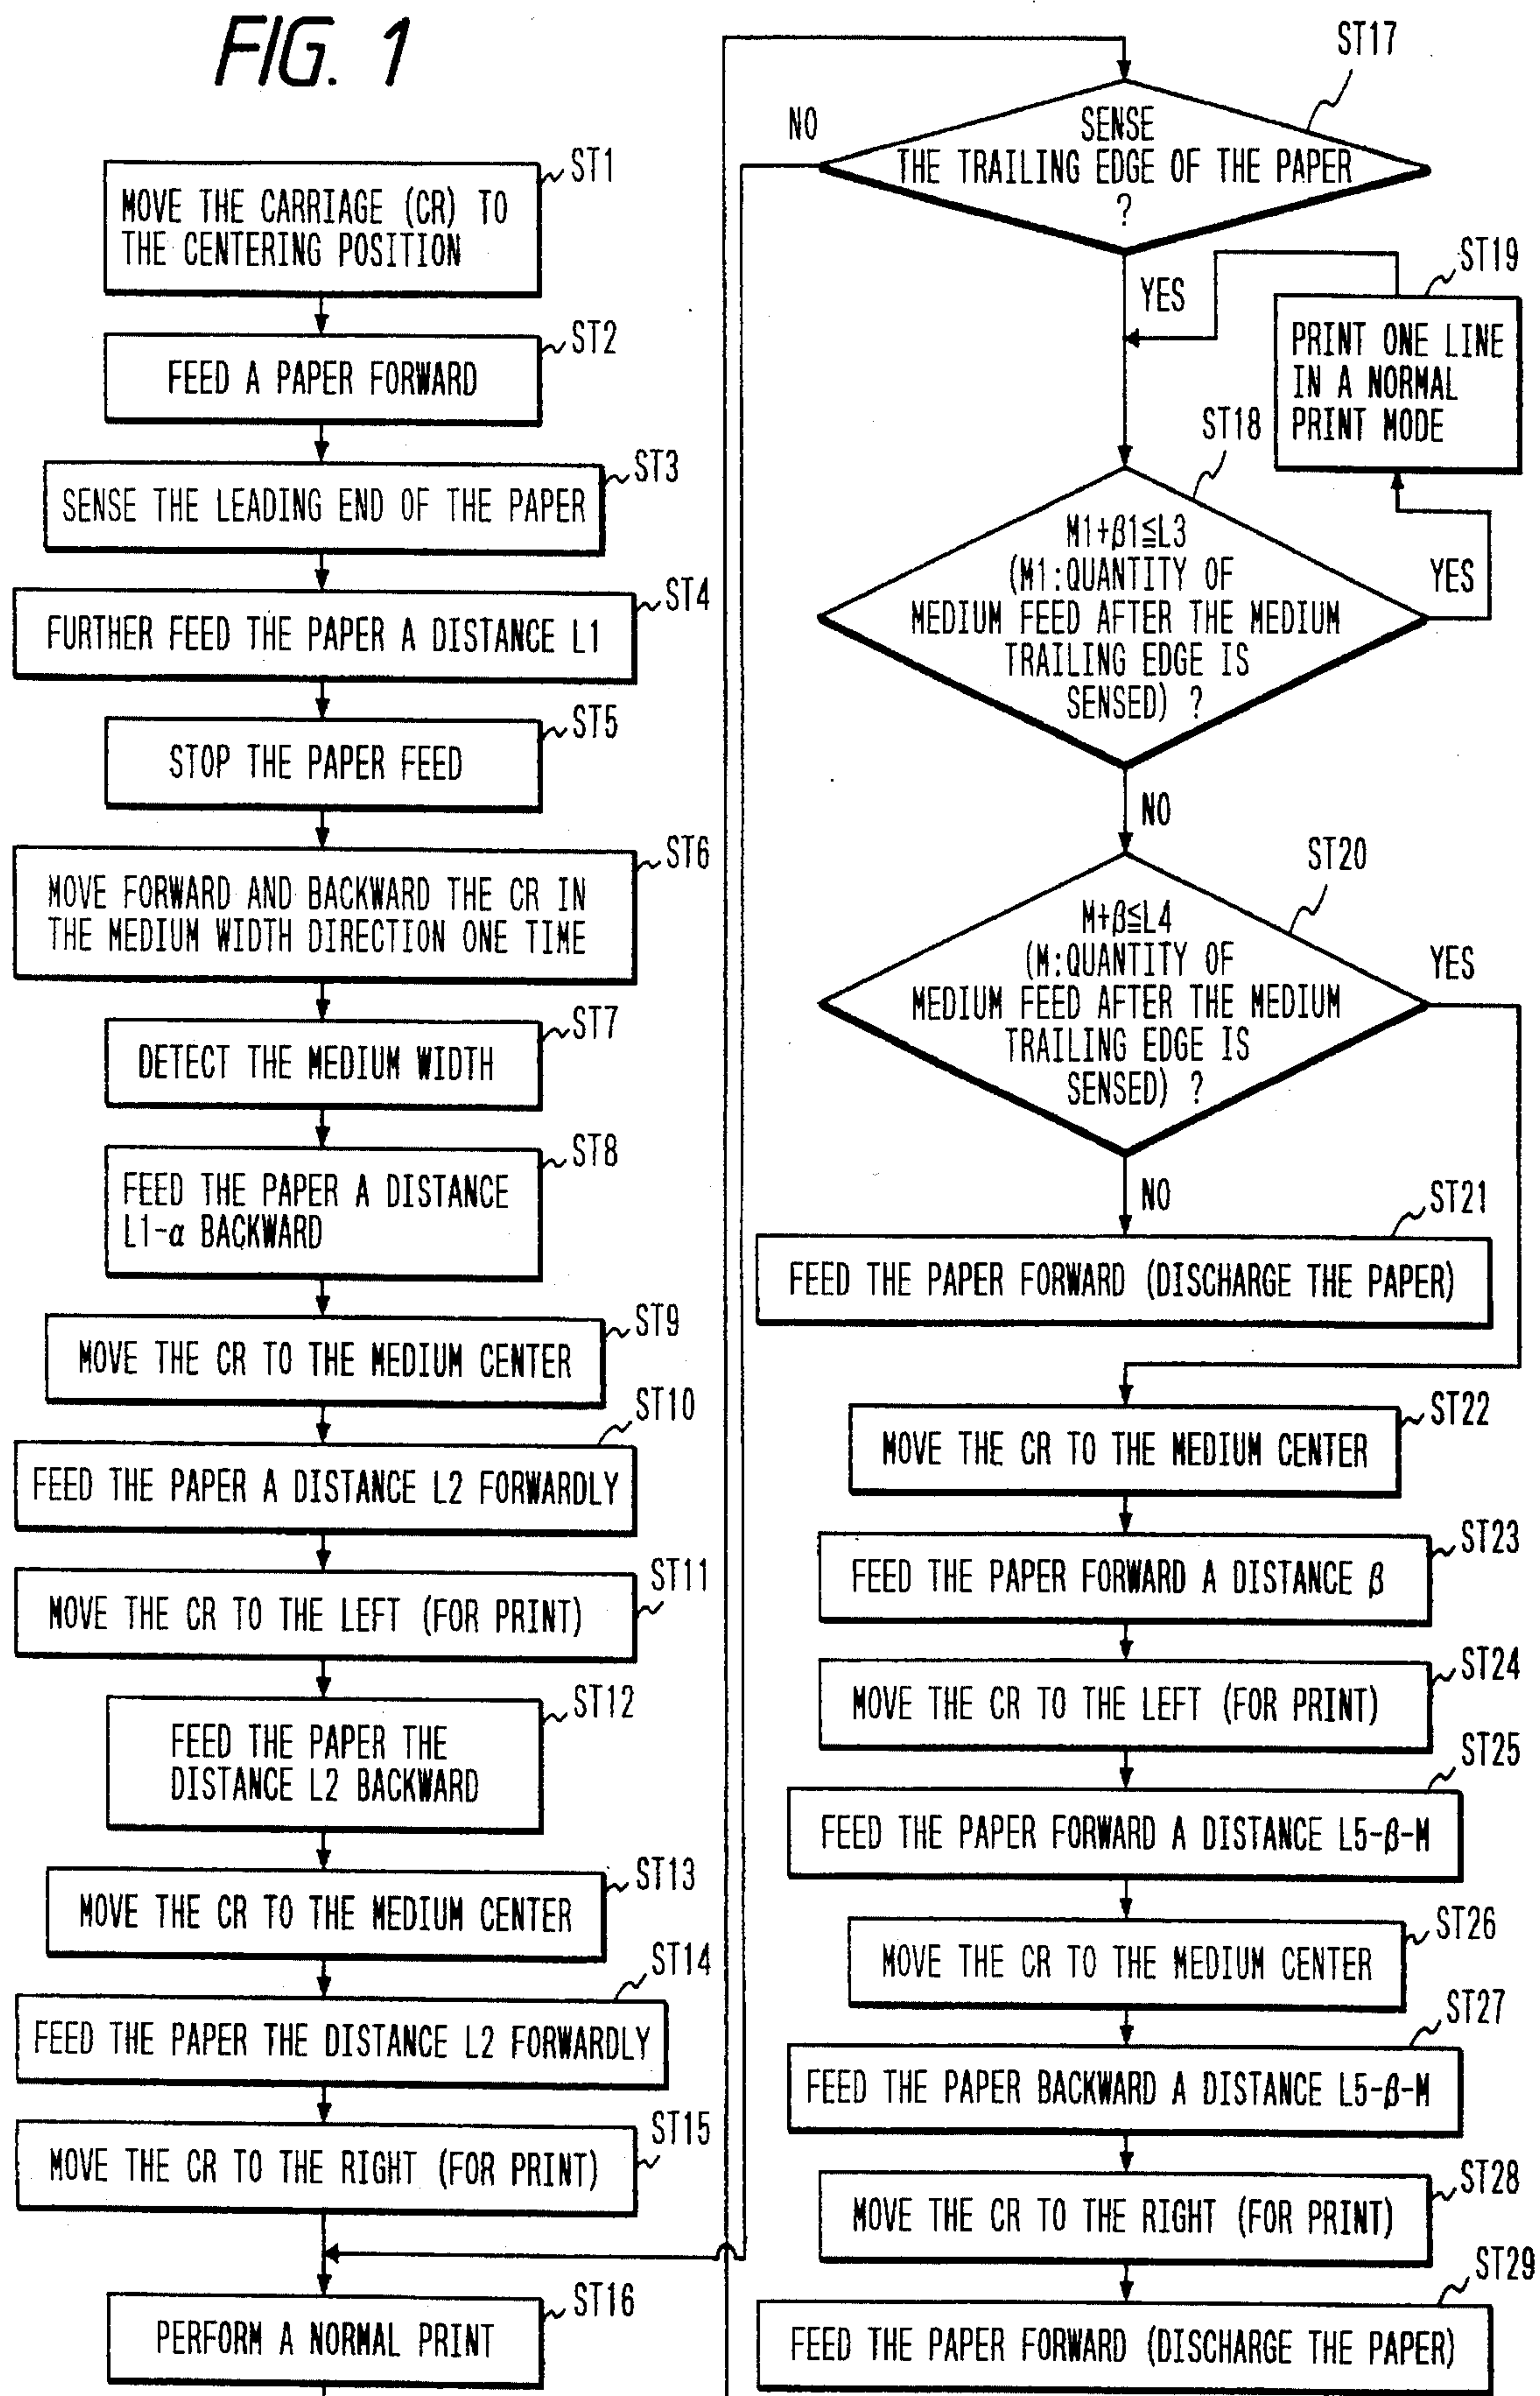 FIG. 1
ST1
MOVE THE CARRIAGE (CR) TO
THE CENTERING POSITION
ST2
FEED A PAPER FORWARD
ST3
SENSE THE LEADING END OF THE PAPER
ST4
FURTHER FEED THE PAPER A DISTANCE L1
ST5
STOP THE PAPER FEED
ST6
MOVE FORWARD AND BACKWARD THE CR IN
THE MEDIUM WIDTH DIRECTION ONE TIME
ST7
DETECT THE MEDIUM WIDTH
ST8
FEED THE PAPER A DISTANCE
L1-α BACKWARD
ST9
MOVE THE CR TO THE MEDIUM CENTER
ST10
FEED THE PAPER A DISTANCE L2 FORWARDLY
ST11
MOVE THE CR TO THE LEFT (FOR PRINT)
ST12
FEED THE PAPER THE
DISTANCE L2 BACKWARD
ST13
MOVE THE CR TO THE MEDIUM CENTER
ST14
FEED THE PAPER THE DISTANCE L2 FORWARDLY
ST15
MOVE THE CR TO THE RIGHT (FOR PRINT)
ST16
PERFORM A NORMAL PRINT
ST17
NO
SENSE
THE TRAILING EDGE OF THE PAPER
?
YES
ST19
PRINT ONE LINE
IN A NORMAL
PRINT MODE
ST18
M1+β1≦L3
(M1:QUANTITY OF
MEDIUM FEED AFTER THE MEDIUM
TRAILING EDGE IS
SENSED) ?
YES
NO
ST20
M+β≦L4
(M:QUANTITY OF
MEDIUM FEED AFTER THE MEDIUM
TRAILING EDGE IS
SENSED) ?
YES
NO
ST21
FEED THE PAPER FORWARD (DISCHARGE THE PAPER)
ST22
MOVE THE CR TO THE MEDIUM CENTER
ST23
FEED THE PAPER FORWARD A DISTANCE β
ST24
MOVE THE CR TO THE LEFT (FOR PRINT)
ST25
FEED THE PAPER FORWARD A DISTANCE L5-β-M
ST26
MOVE THE CR TO THE MEDIUM CENTER
ST27
FEED THE PAPER BACKWARD A DISTANCE L5-β-M
ST28
MOVE THE CR TO THE RIGHT (FOR PRINT)
ST29
FEED THE PAPER FORWARD (DISCHARGE THE PAPER)